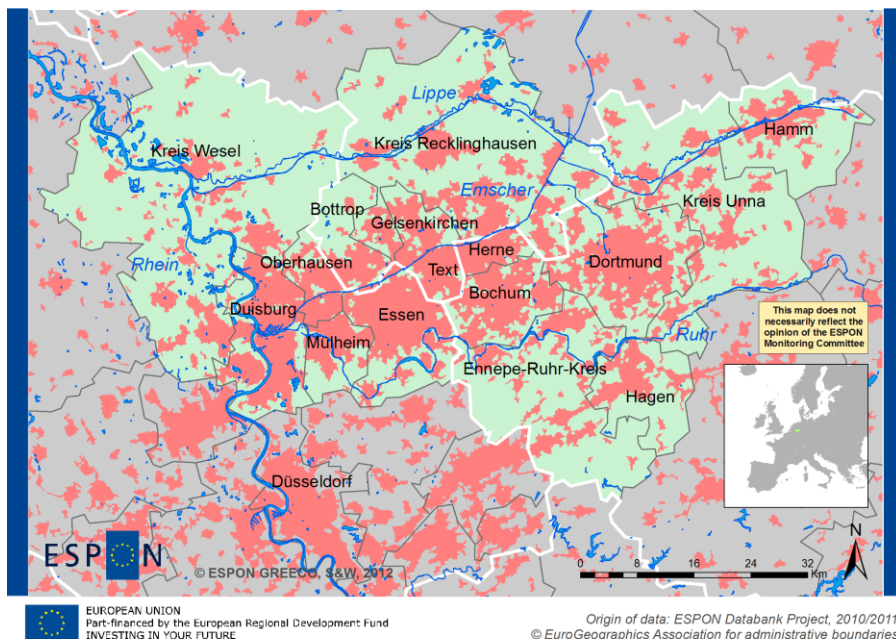 Lippe
Hamm
Kreis Recklinghausen
Kreis Wesel
Emscher
Kreis Unna
Bottrop
Gelsenkirchen
Herne
Rhein
Oberhausen
Text
Dortmund
Bochum
Duisburg
Essen
This map does not
necessarily reflect the
opinion of the ESPON
Monitoring Committee
Mülheim
Ruhr
Ennepe-Ruhr-Kreis
Hagen
Düsseldorf
N
ESPON
© ESPON GREECO, S&W, 2012
0 4 8 16 24 32
Km
EUROPEAN UNION
Part-financed by the European Regional Development Fund
INVESTING IN YOUR FUTURE
Origin of data: ESPON Databank Project, 2010/201
© EuroGeographics Association for administrative boundaries